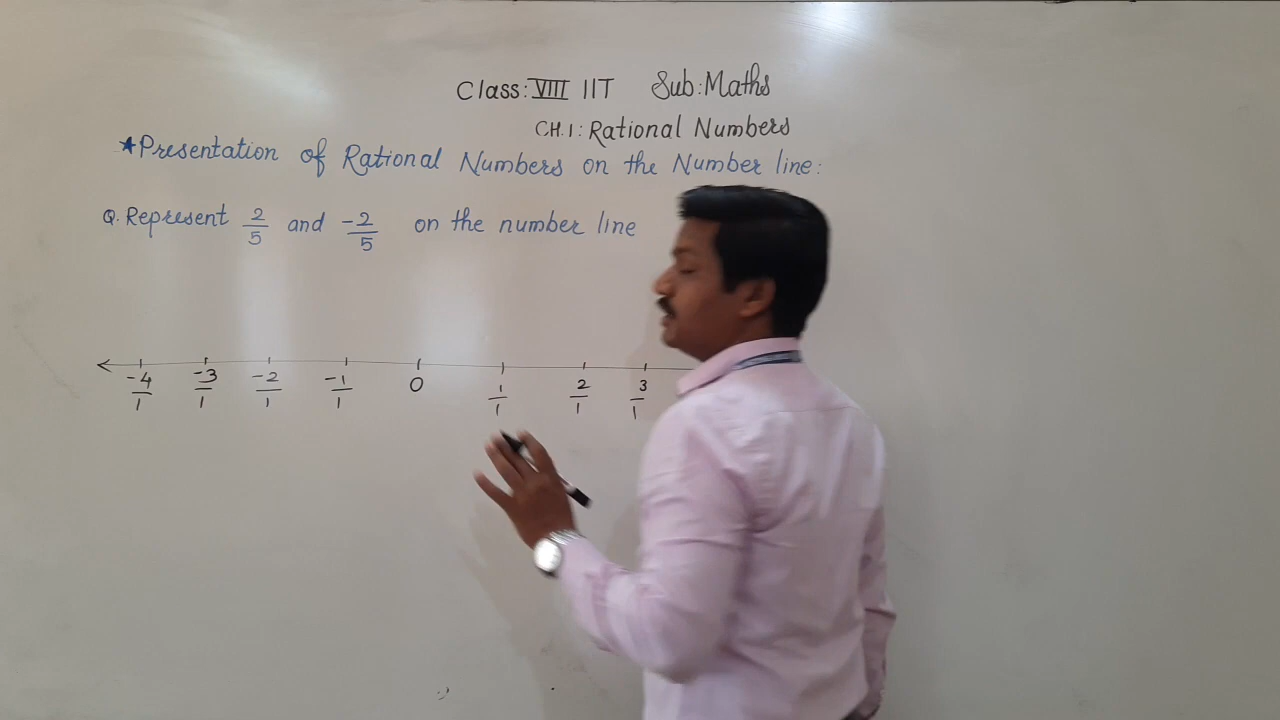 Class: VIII IIT Sub: Maths
CH.1: Rational Numbers
*Presentation of Rational Numbers on the Number line:
Q. Represent 2/5 and -2/5 on the number line
-4/1 -3/1 -2/1 -1/1 0 1/1 2/1 3/1